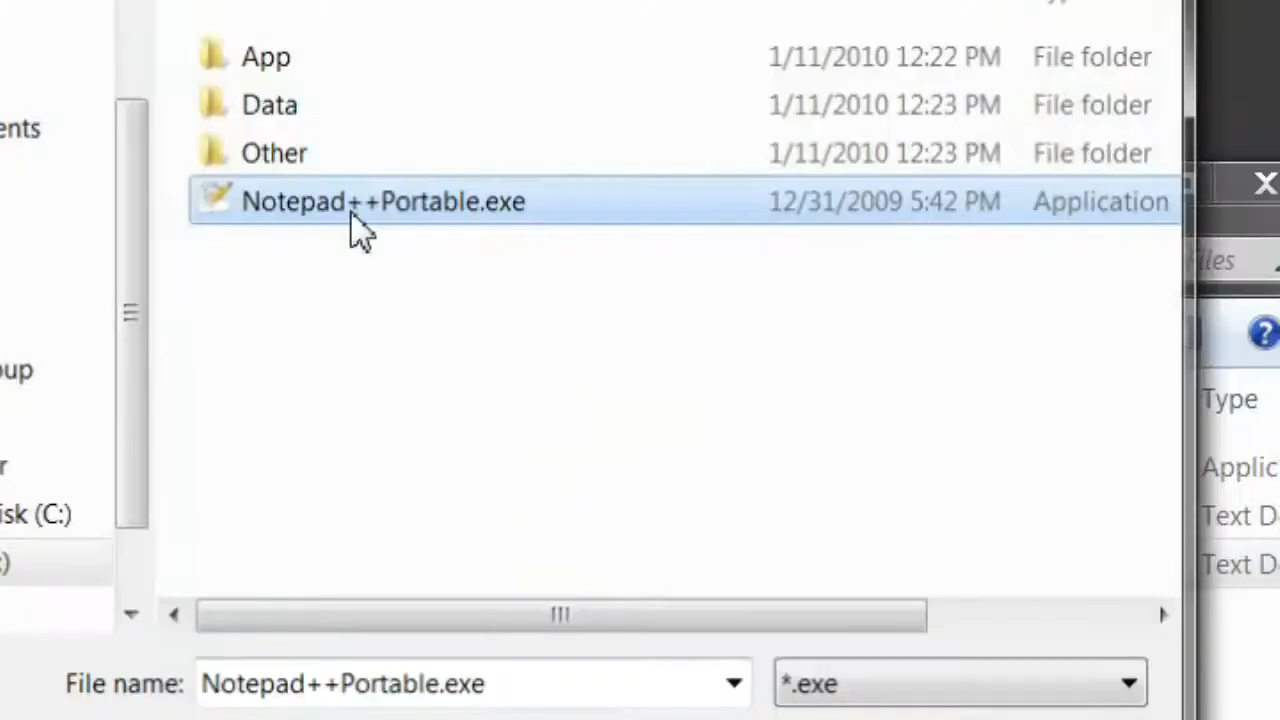 App 1/11/2010 12:22 PM File folder
Data 1/11/2010 12:23 PM File folder
ents
Other 1/11/2010 12:23 PM File folder
Notepad++Portable.exe 12/31/2009 5:42 PM Application
Files
oup
Type
r
Applic
isk (C:)
Text D
:)
Text D
File name: Notepad++Portable.exe *.exe